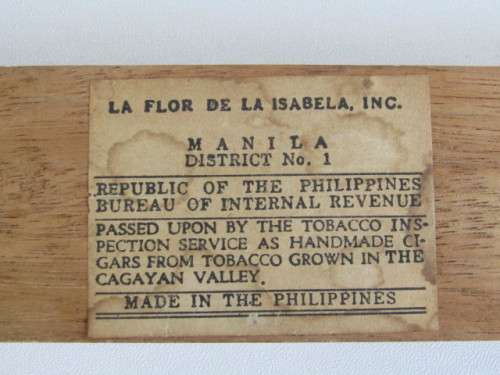 LA FLOR DE LA ISABELA, INC.
MANILA
DISTRICT No. 1
REPUBLIC OF THE PHILIPPINES
BUREAU OF INTERNAL REVENUE
PASSED UPON BY THE TOBACCO INS-
PECTION SERVICE AS HANDMADE CI-
GARS FROM TOBACCO GROWN IN THE
CAGAYAN VALLEY.
MADE IN THE PHILIPPINES